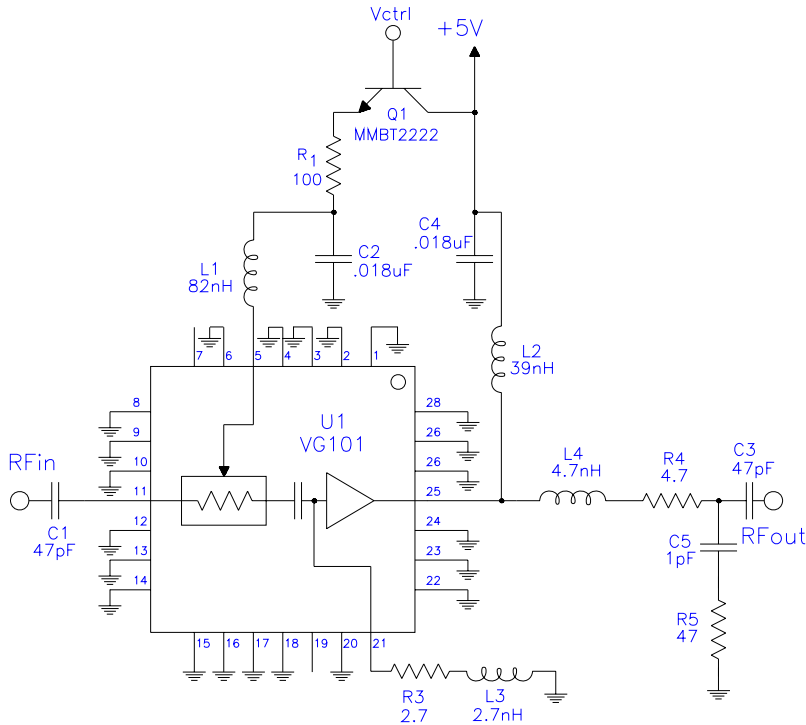 Vctrl
+5V
Q1
MMBT2222
R1
100
C4
.018uF
C2
.018uF
L1
82nH
L2
39nH
7
6
5
4
3
2
1
8
9
10
11
12
13
14
28
26
26
25
24
23
22
U1
VG101
RFin
C1
47pF
L4
4.7nH
R4
4.7
C3
47pF
RFout
C5
1pF
R5
47
15
16
17
18
19
20
21
R3
2.7
L3
2.7nH